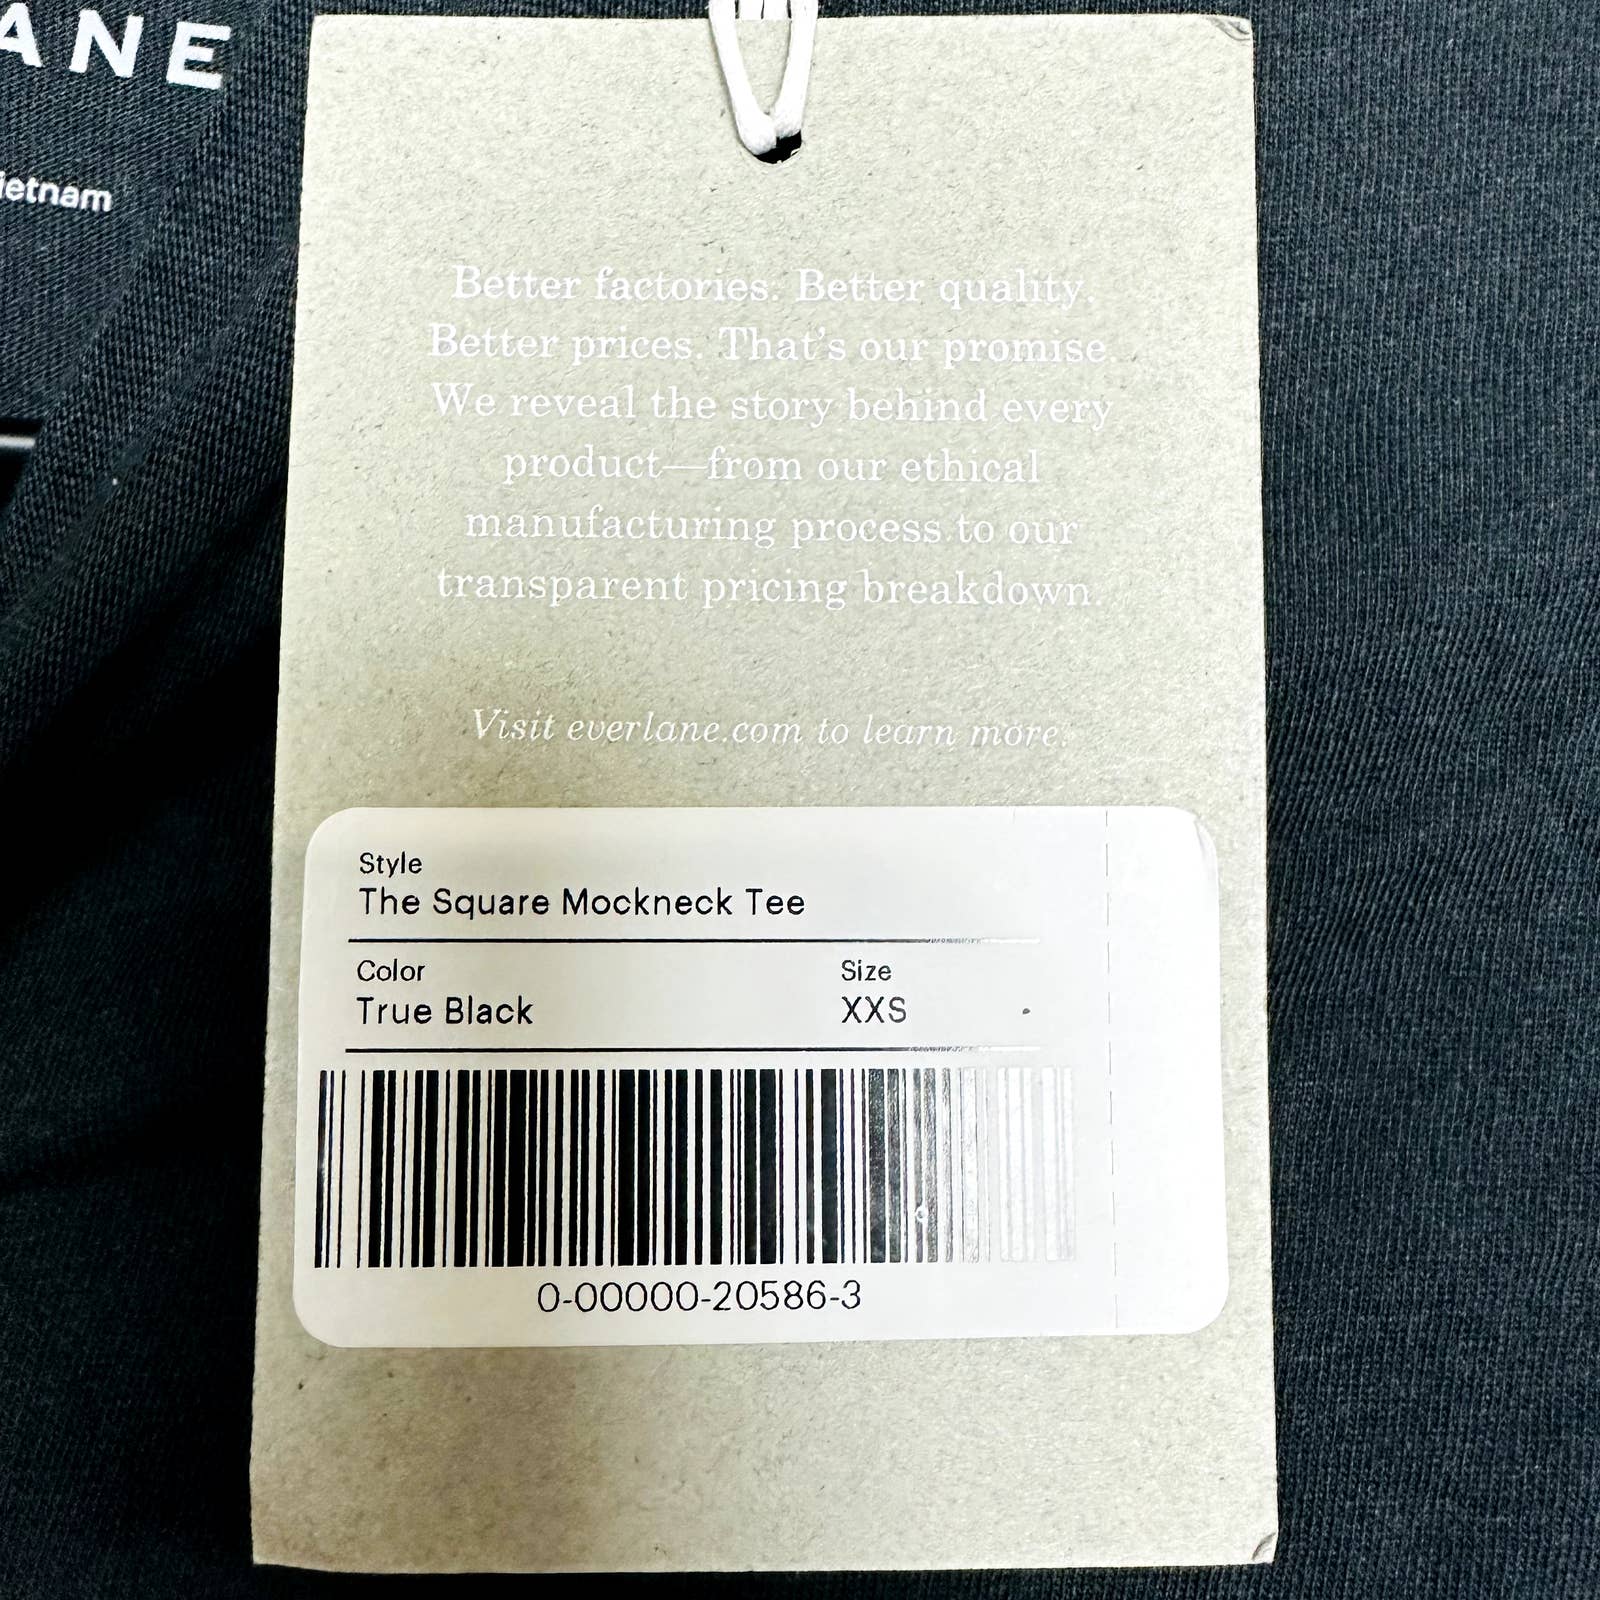 ANE
ietnam
Better factories. Better quality.
Better prices. That's our promise.
We reveal the story behind every
product—from our ethical
manufacturing process to our
transparent pricing breakdown.
Visit everlane.com to learn more.
Style
The Square Mockneck Tee
Color Size
True Black XXS
0-00000-20586-3